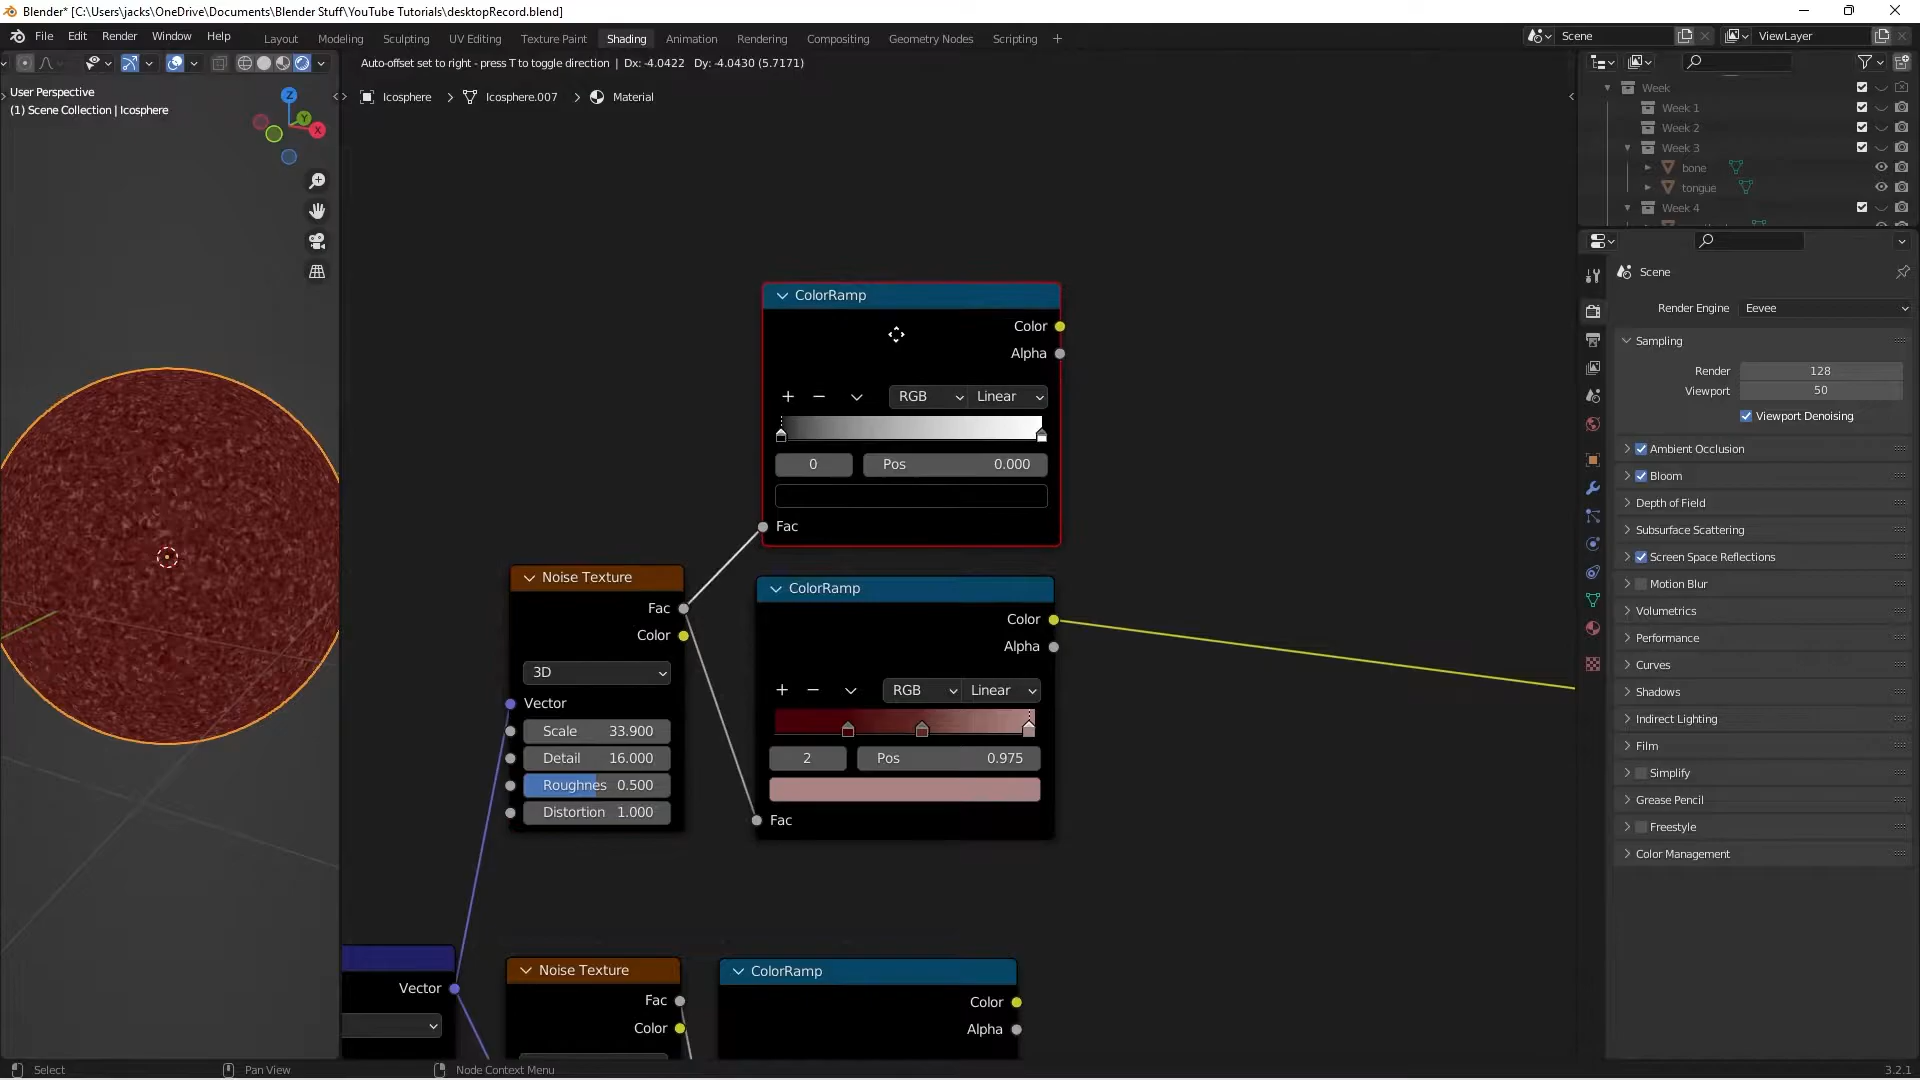 Blender* [C:\Users\jacks\OneDrive\Documents\Blender Stuff\YouTube Tutorials\desktopRecord.blend]
File Edit Render Window Help
Layout Modeling Sculpting UV Editing Texture Paint Shading Animation Rendering Compositing Geometry Nodes Scripting +
Scene
ViewLayer
Auto-offset set to right - press T to toggle direction | Dx: -4.0422 Dy: -4.0430 (5.7171)
User Perspective
(1) Scene Collection | Icosphere
Z
Y
X
Icosphere > Icosphere.007 > Material
ColorRamp
Color
Alpha
RGB Linear
0 Pos 0.000
Fac
Noise Texture
Fac
Color
3D
Vector
Scale 33.900
Detail 16.000
Roughnes 0.500
Distortion 1.000
ColorRamp
Color
Alpha
RGB Linear
2 Pos 0.975
Fac
Vector
Noise Texture
Fac
Color
ColorRamp
Color
Alpha
Week
Week 1
Week 2
Week 3
bone
tongue
Week 4
Scene
Render Engine Eevee
Sampling
Render 128
Viewport 50
Viewport Denoising
Ambient Occlusion
Bloom
Depth of Field
Subsurface Scattering
Screen Space Reflections
Motion Blur
Volumetrics
Performance
Curves
Shadows
Indirect Lighting
Film
Simplify
Grease Pencil
Freestyle
Color Management
Select Pan View Node Context Menu
3.2.1